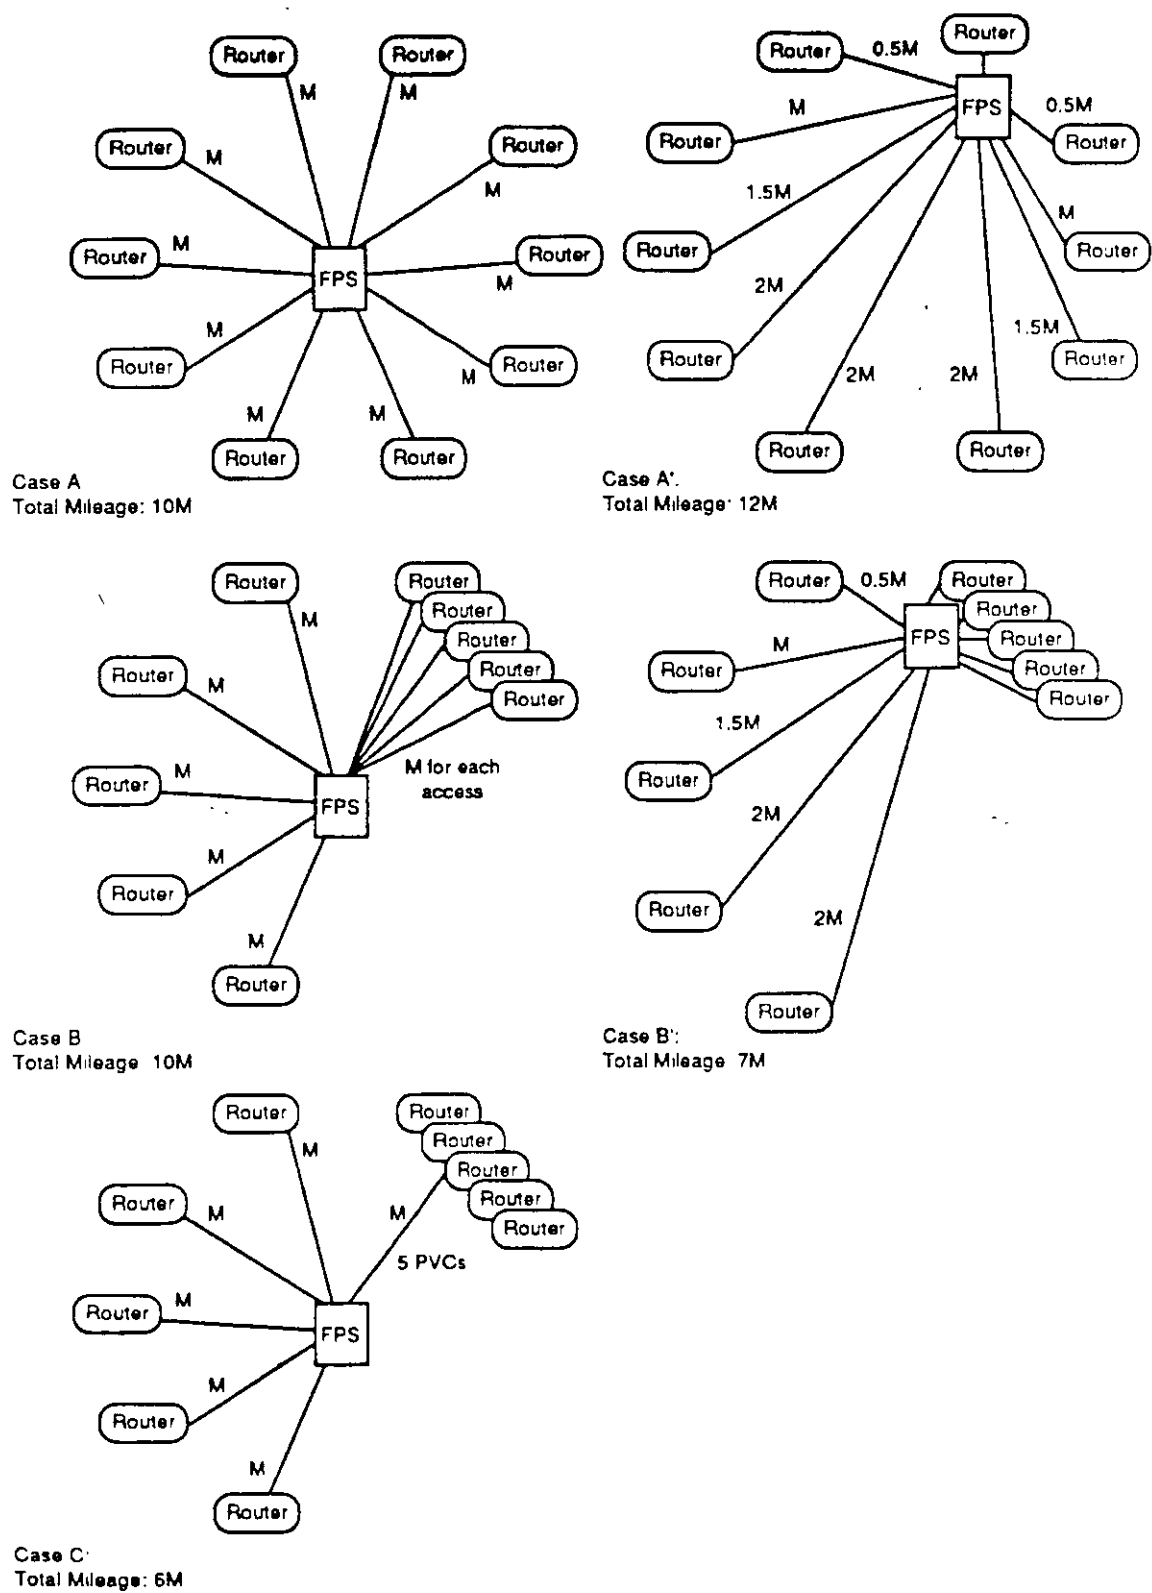 Router
Router
M
M
Router
M
Router
M
Router
M
Router
M
FPS
Router
M
Router
M
M
M
Router
Router
Case A
Total Mileage: 10M
Router
Router
0.5M
FPS
M
0.5M
Router
Router
1.5M
M
Router
Router
2M
1.5M
Router
Router
2M
2M
Router
Router
Case A':
Total Mileage: 12M
Router
M
Router
Router
Router
Router
Router
Router
M
M for each
access
Router
M
FPS
Router
M
M
Router
Case B
Total Mileage 10M
Router
0.5M
Router
Router
Router
Router
Router
FPS
Router
M
1.5M
Router
2M
Router
2M
Router
Case B':
Total Mileage 7M
Router
M
Router
Router
Router
Router
Router
Router
M
M
5 PVCs
Router
M
FPS
Router
M
M
Router
Case C
Total Mileage: 6M